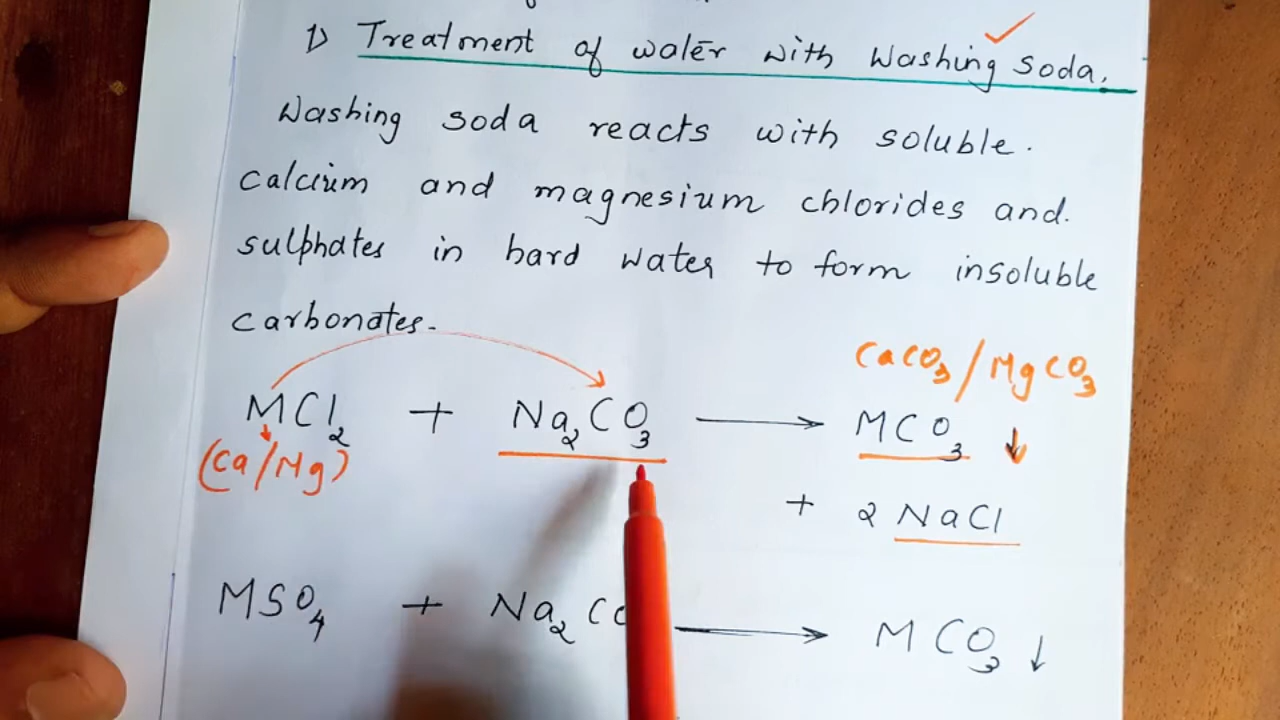 1) Treatment of water with Washing Soda.
Washing soda reacts with soluble.
calcium and magnesium chlorides and.
sulphates in hard water to form insoluble
carbonates.
CaCO₃/MgCO₃
MCl₂ + Na₂CO₃ ⟶ MCO₃ ↓
(Ca/Mg)
+ 2 NaCl
MSO₄ + Na₂C ⟶ MCO₃ ↓